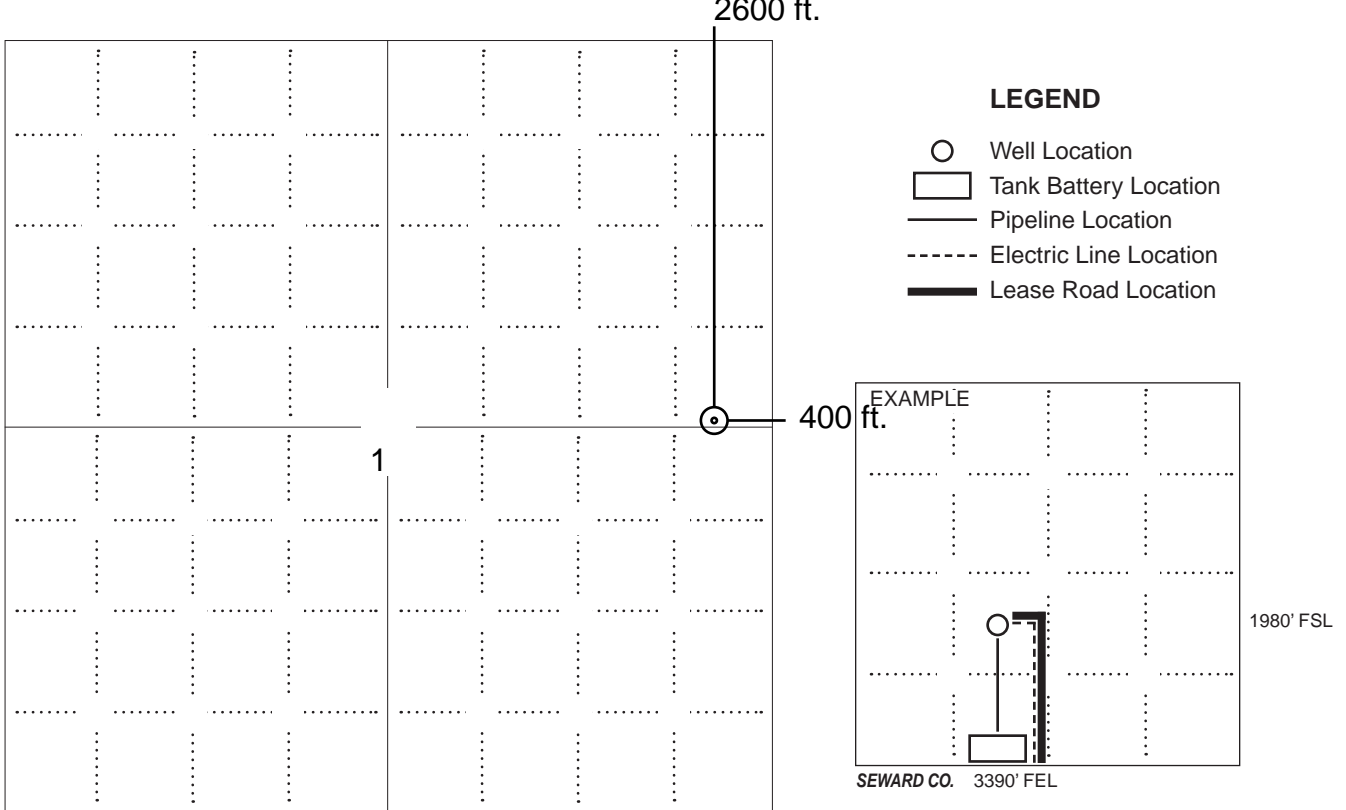 2600 ft.
LEGEND
Well Location
Tank Battery Location
Pipeline Location
Electric Line Location
Lease Road Location
400 ft.
1
EXAMPLE
1980' FSL
SEWARD CO. 3390' FEL